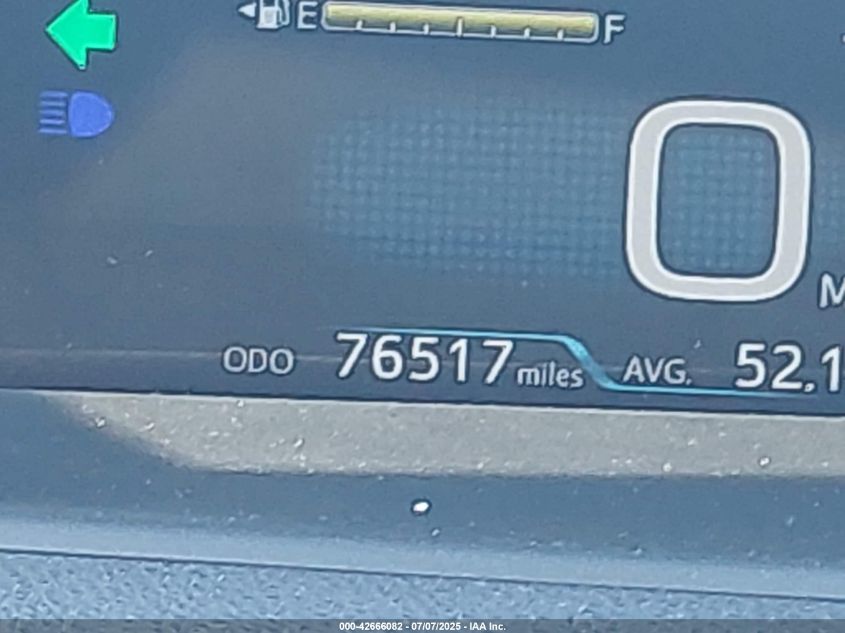 E F
0
M
ODO 76517 miles AVG. 52.1
000-42666082 - 07/07/2025 - IAA Inc.